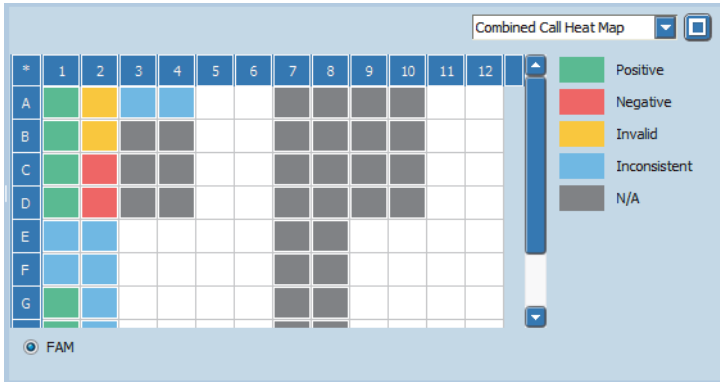 Combined Call Heat Map
* 1 2 3 4 5 6 7 8 9 10 11 12
A
B
C
D
E
F
G
Positive
Negative
Invalid
Inconsistent
N/A
FAM